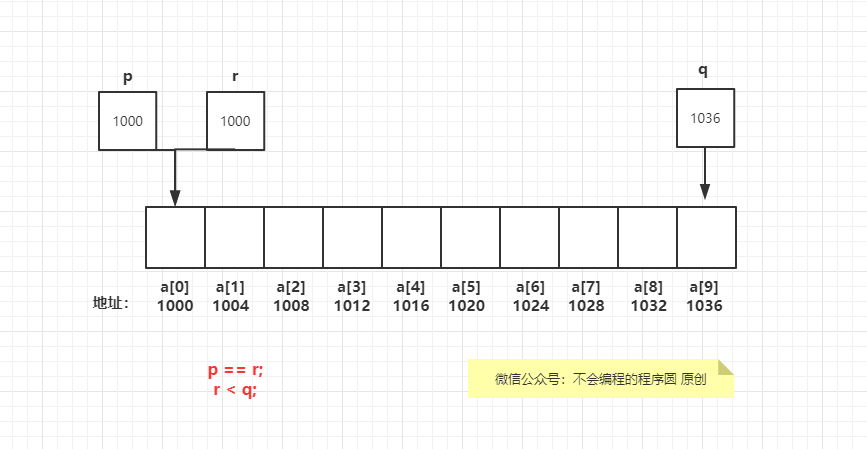 p r q
1000 1000 1036
a[0] a[1] a[2] a[3] a[4] a[5] a[6] a[7] a[8] a[9]
地址： 1000 1004 1008 1012 1016 1020 1024 1028 1032 1036
p == r;
r < q;
微信公众号：不会编程的程序圆 原创